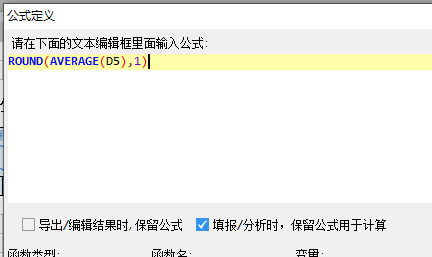 公式定义
请在下面的文本编辑框里面输入公式:
ROUND(AVERAGE(D5),1)
导出/编辑结果时,保留公式 填报/分析时，保留公式用于计算
函数类型: 函数名: 变量: